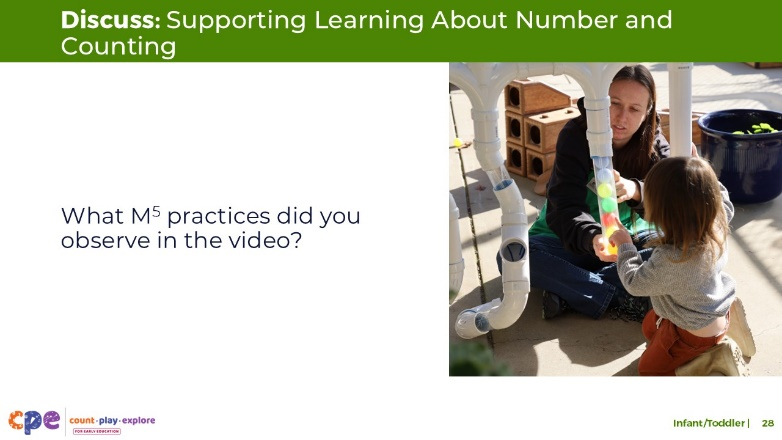 Discuss: Supporting Learning About Number and
Counting
What M⁵ practices did you
observe in the video?
cpe
count·play·explore
FOR EARLY EDUCATION
Infant/Toddler | 28